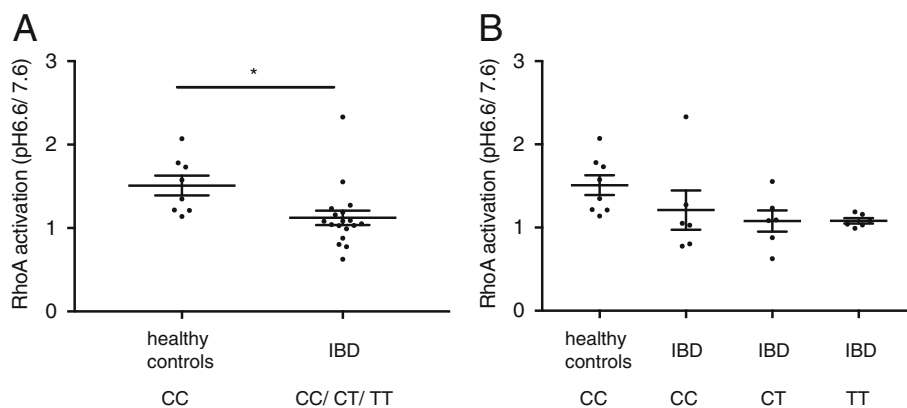 A
RhoA activation (pH6.6/ 7.6)
3
2
1
0
*
healthy
controls
IBD
CC
CC/ CT/ TT
B
RhoA activation (pH6.6/ 7.6)
3
2
1
0
healthy
controls
IBD
IBD
IBD
CC
CC
CT
TT